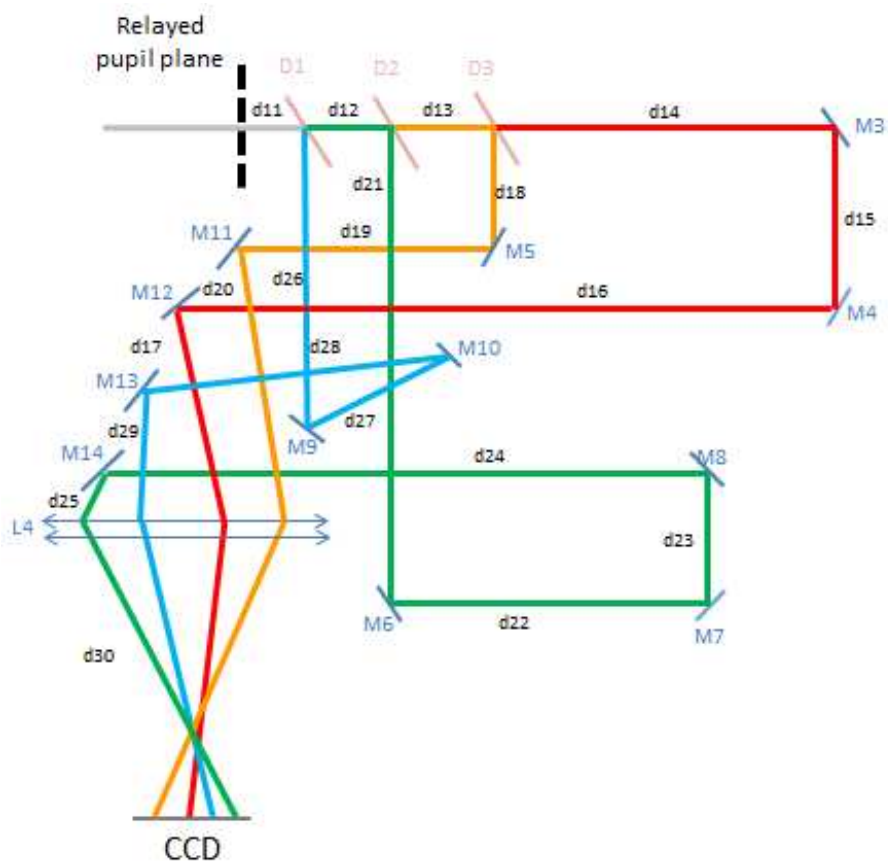 Relayed
pupil plane
D1
D2
D3
d11
d12
d13
d14
M3
d21
d18
d15
M11
d19
M5
d26
M12
d20
d16
M4
d17
d28
M10
M13
d27
d29
M9
M14
d24
M8
d25
L4
d23
M6
d22
M7
d30
CCD